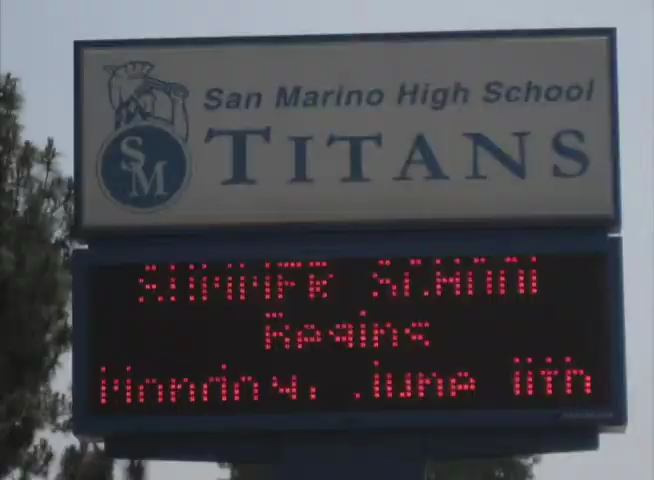 San Marino High School
TITANS
SM
SUMMER SCHOOL
Begins
Monday, June 11th